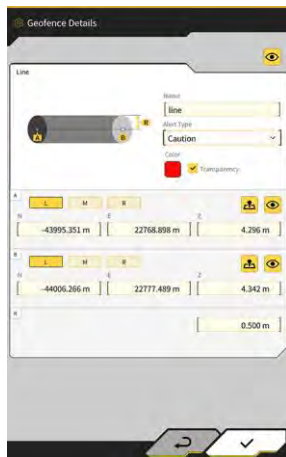 Geofence Details
Line
Name
line
Alert Type
Caution
Color
Transparency
R
A
B
A
L M R
N E Z
-43995.351 m 22768.898 m 4.296 m
B
L M R
N E Z
-44006.266 m 22777.489 m 4.342 m
R
0.500 m